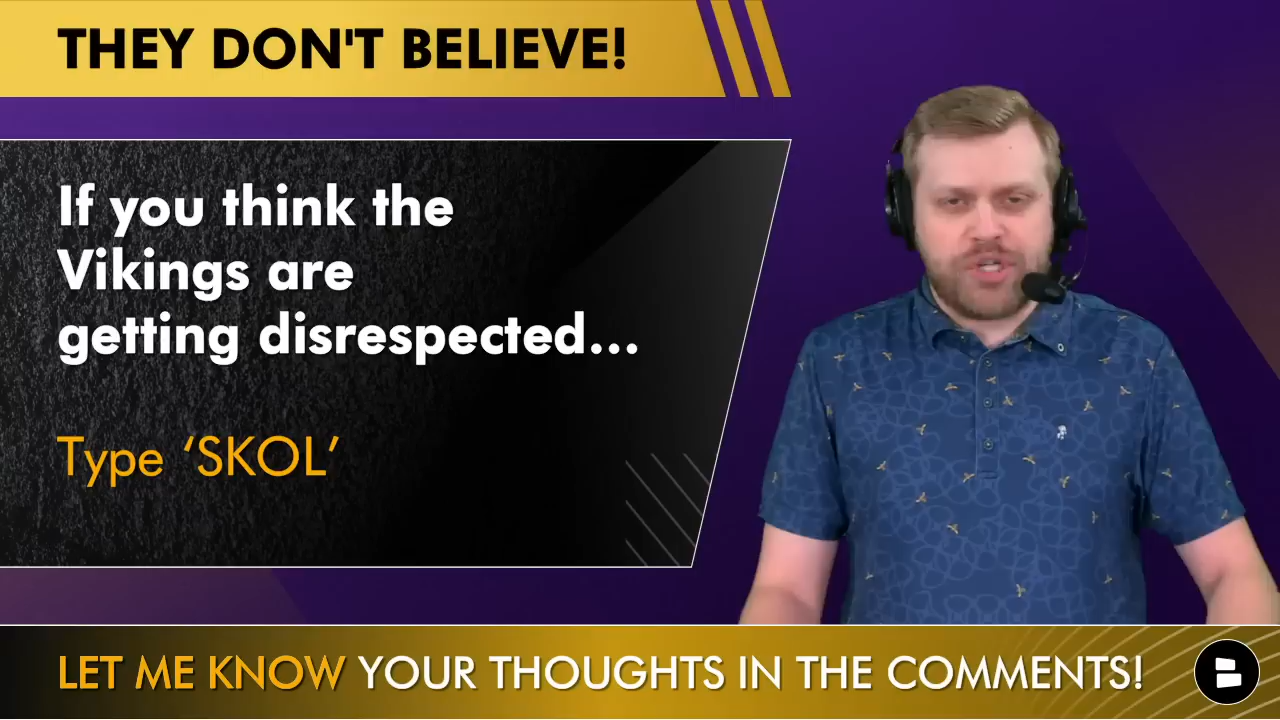 THEY DON'T BELIEVE!
If you think the
Vikings are
getting disrespected...
Type ‘SKOL’
LET ME KNOW YOUR THOUGHTS IN THE COMMENTS!